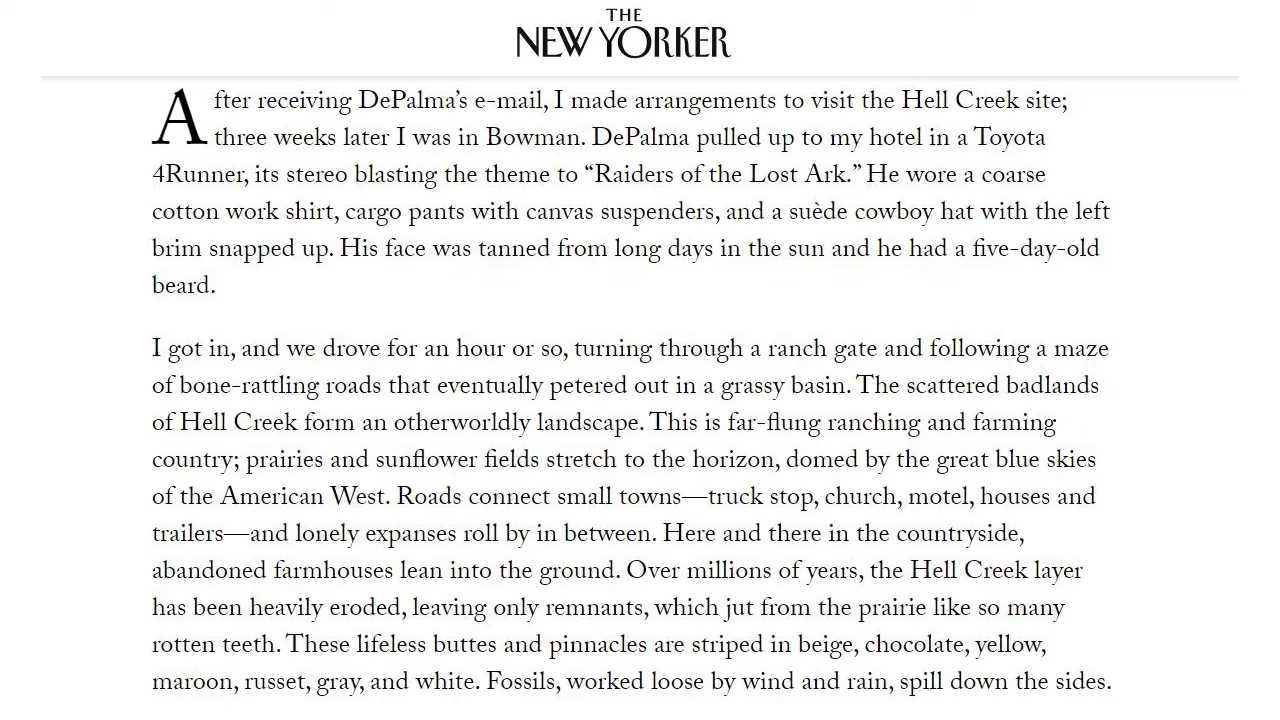 THE
NEW YORKER
After receiving DePalma’s e-mail, I made arrangements to visit the Hell Creek site;
three weeks later I was in Bowman. DePalma pulled up to my hotel in a Toyota
4Runner, its stereo blasting the theme to “Raiders of the Lost Ark.” He wore a coarse
cotton work shirt, cargo pants with canvas suspenders, and a suède cowboy hat with the left
brim snapped up. His face was tanned from long days in the sun and he had a five-day-old
beard.
I got in, and we drove for an hour or so, turning through a ranch gate and following a maze
of bone-rattling roads that eventually petered out in a grassy basin. The scattered badlands
of Hell Creek form an otherworldly landscape. This is far-flung ranching and farming
country; prairies and sunflower fields stretch to the horizon, domed by the great blue skies
of the American West. Roads connect small towns—truck stop, church, motel, houses and
trailers—and lonely expanses roll by in between. Here and there in the countryside,
abandoned farmhouses lean into the ground. Over millions of years, the Hell Creek layer
has been heavily eroded, leaving only remnants, which jut from the prairie like so many
rotten teeth. These lifeless buttes and pinnacles are striped in beige, chocolate, yellow,
maroon, russet, gray, and white. Fossils, worked loose by wind and rain, spill down the sides.